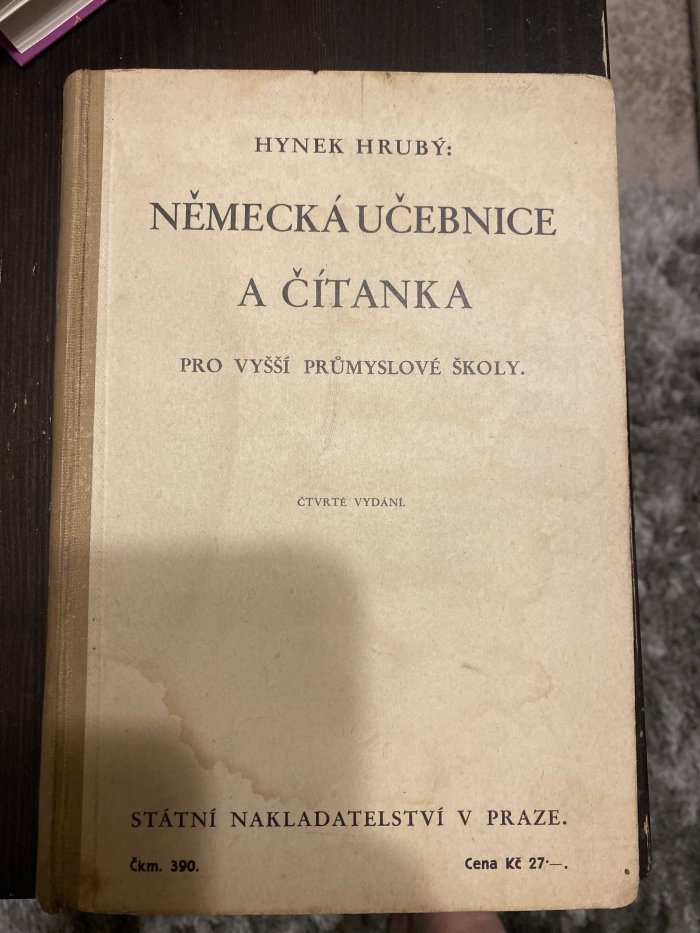 HYNEK HRUBÝ:
NĚMECKÁ UČEBNICE
A ČÍTANKA
PRO VYŠŠÍ PRŮMYSLOVÉ ŠKOLY.
ČTVRTÉ VYDÁNÍ.
STÁTNÍ NAKLADATELSTVÍ V PRAZE.
Čkm. 390. Cena Kč 27·—.